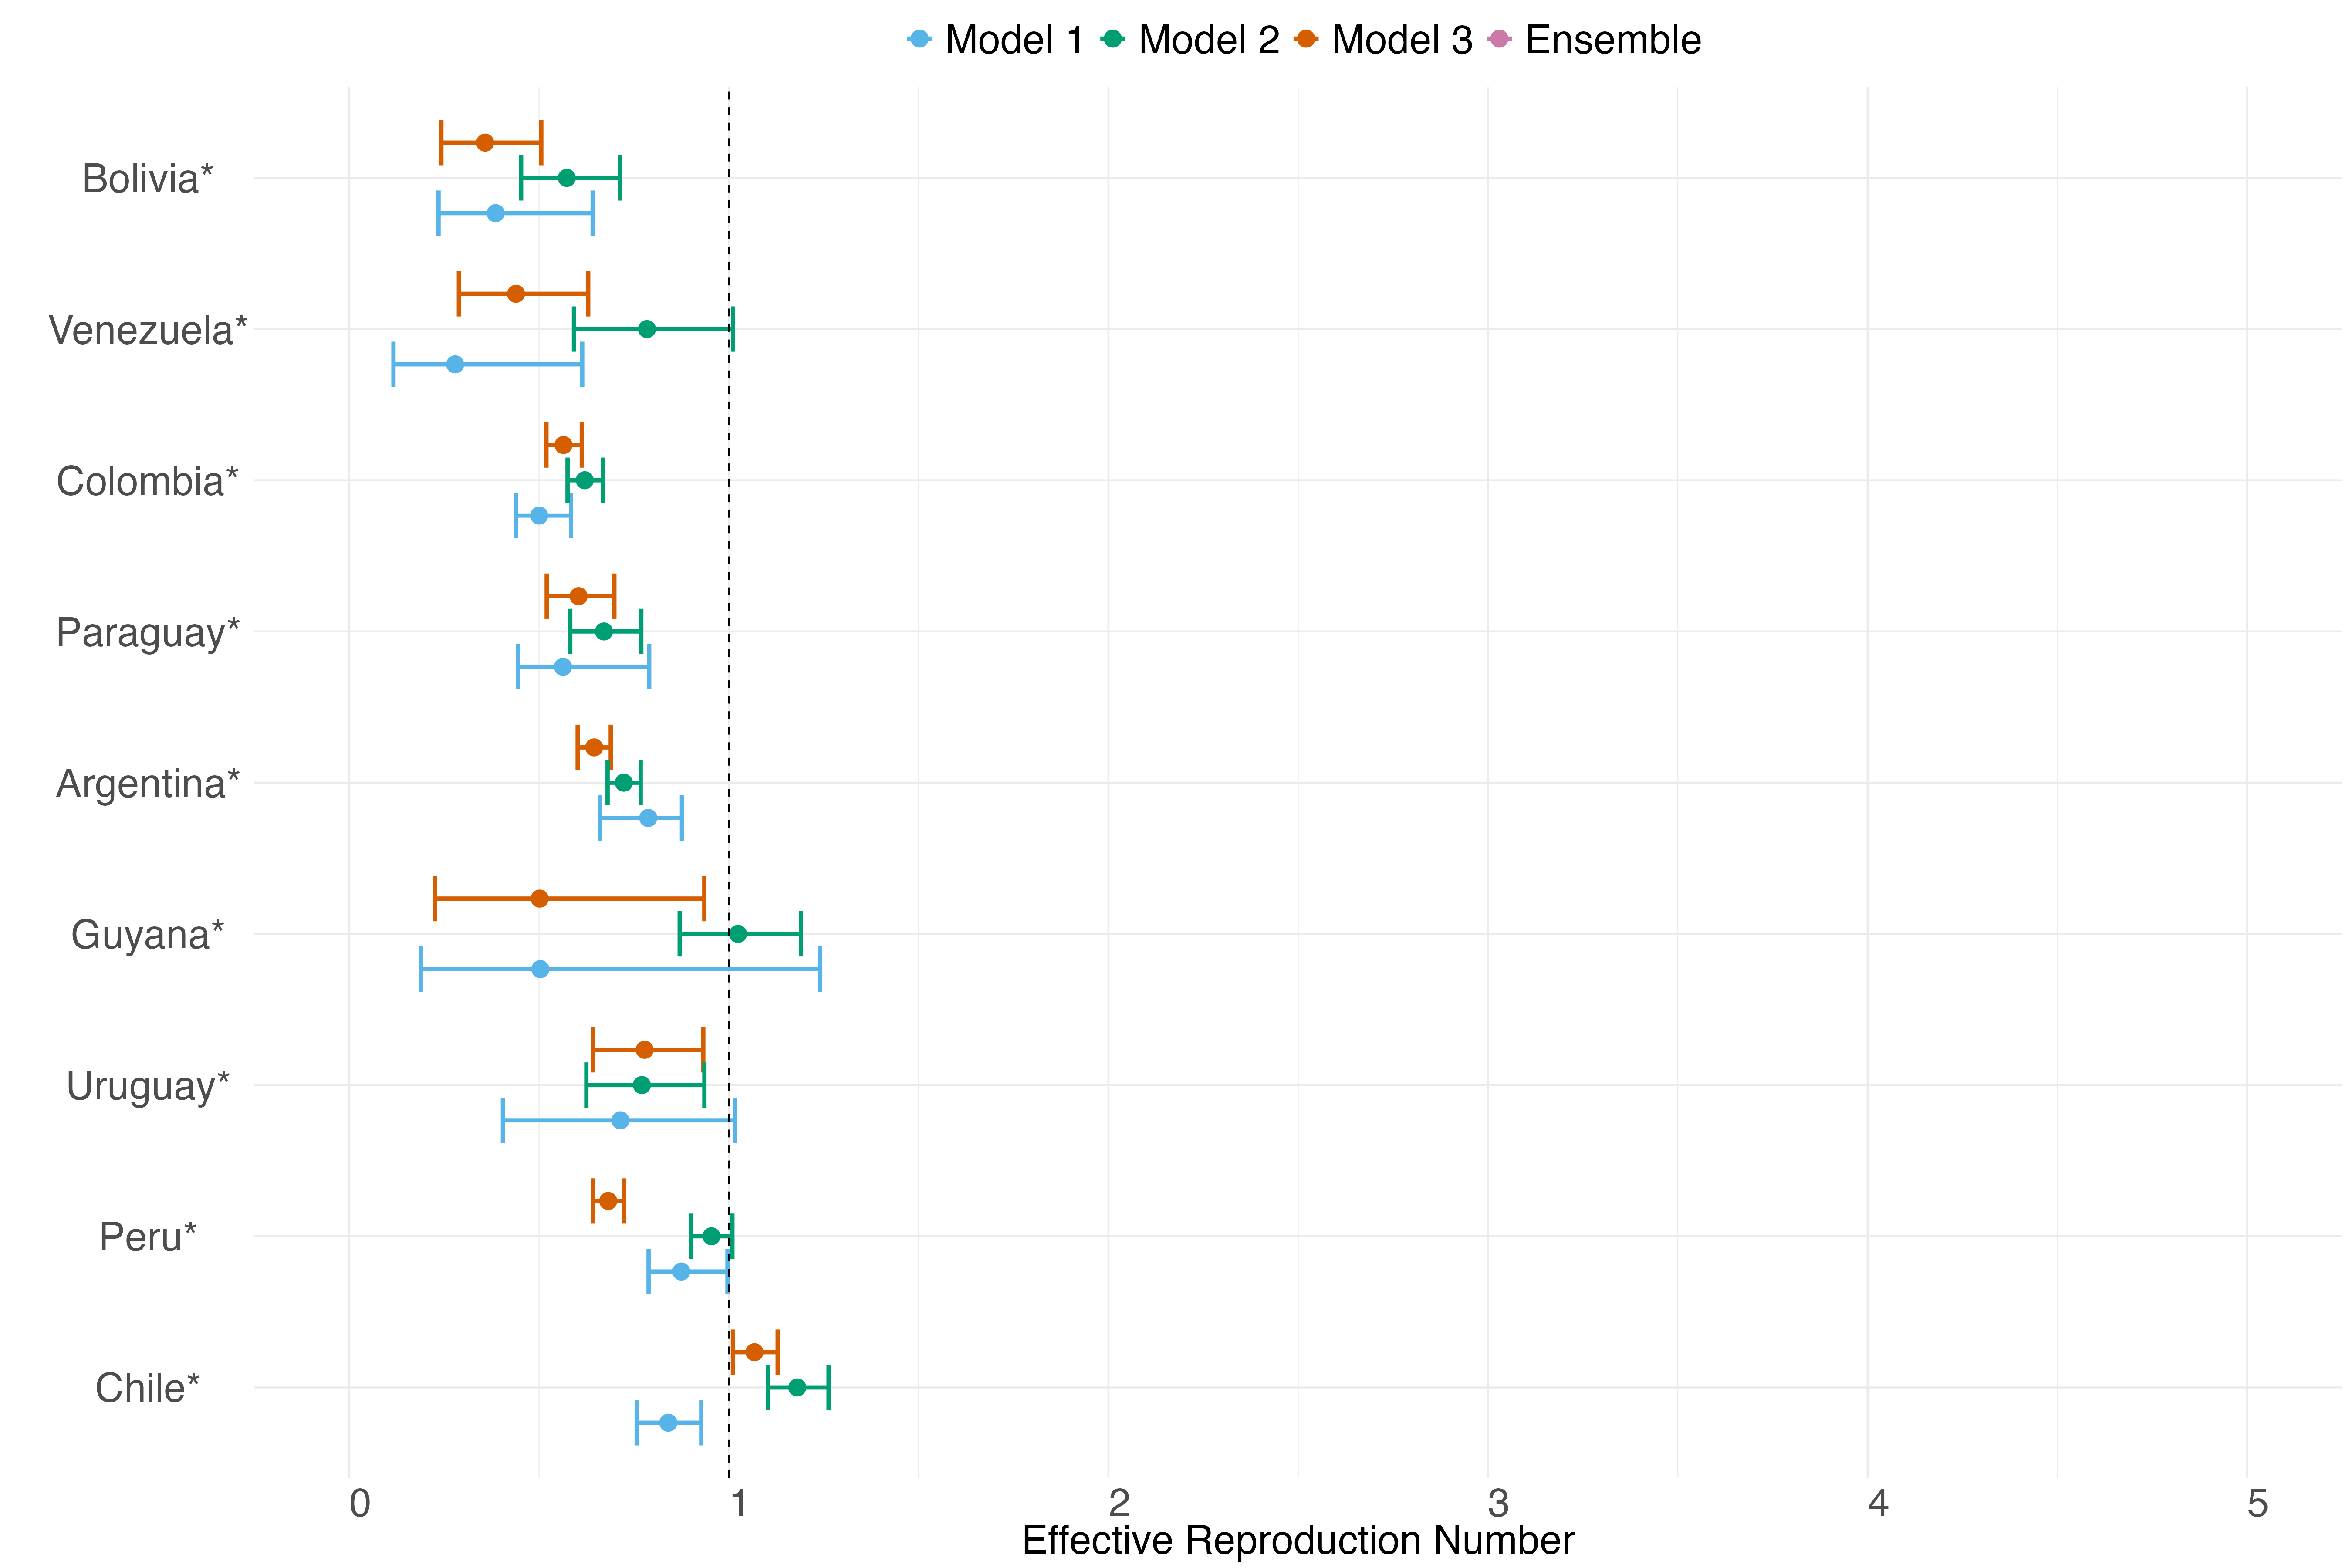 Model 1 Model 2 Model 3 Ensemble
Bolivia*
Venezuela*
Colombia*
Paraguay*
Argentina*
Guyana*
Uruguay*
Peru*
Chile*
0 1 2 3 4 5
Effective Reproduction Number